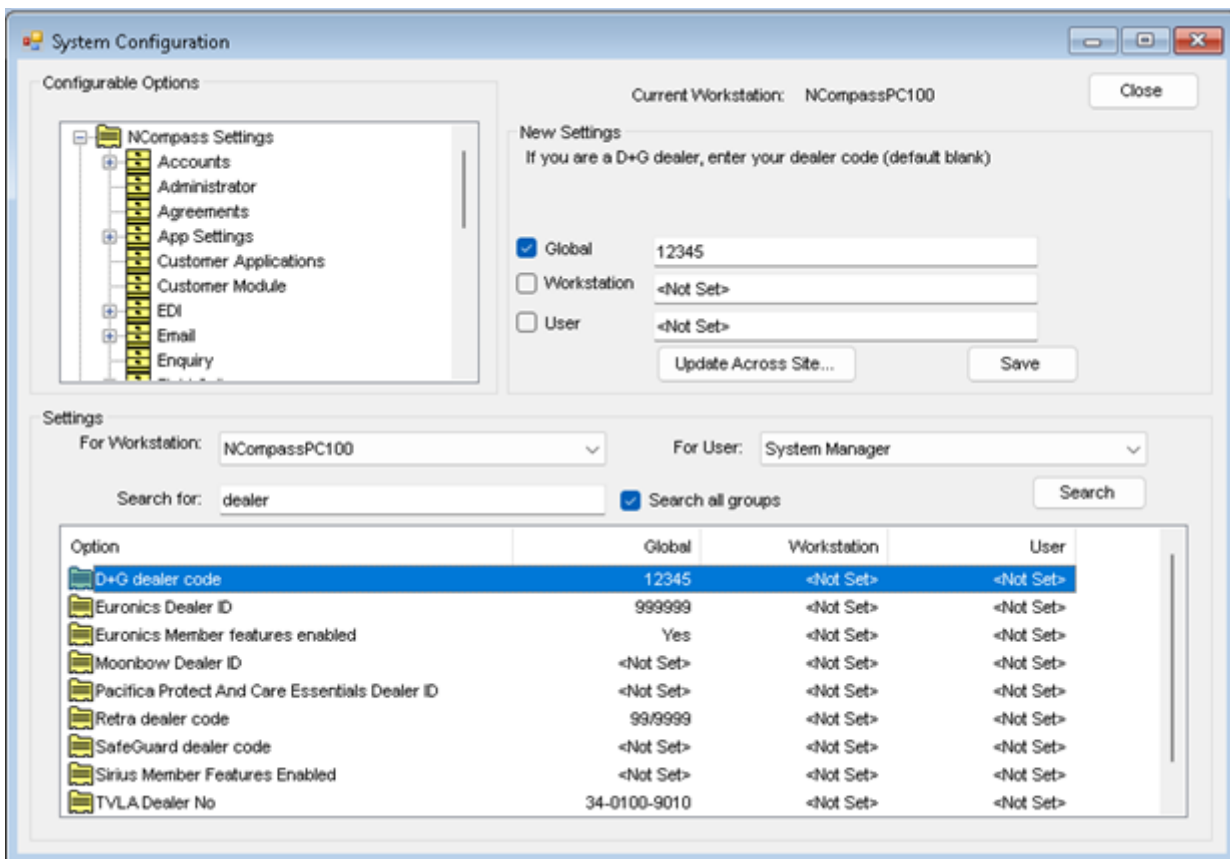 System Configuration
Configurable Options
NCompass Settings
Accounts
Administrator
Agreements
App Settings
Customer Applications
Customer Module
EDI
Email
Enquiry
Current Workstation: NCompassPC100
Close
New Settings
If you are a D+G dealer, enter your dealer code (default blank)
Global 12345
Workstation <Not Set>
User <Not Set>
Update Across Site... Save
Settings
For Workstation: NCompassPC100 For User: System Manager
Search for: dealer Search all groups Search
Option Global Workstation User
D+G dealer code 12345 <Not Set> <Not Set>
Euronics Dealer ID 999999 <Not Set> <Not Set>
Euronics Member features enabled Yes <Not Set> <Not Set>
Moonbow Dealer ID <Not Set> <Not Set> <Not Set>
Pacifica Protect And Care Essentials Dealer ID <Not Set> <Not Set> <Not Set>
Retra dealer code 99/9999 <Not Set> <Not Set>
SafeGuard dealer code <Not Set> <Not Set> <Not Set>
Sirius Member Features Enabled <Not Set> <Not Set> <Not Set>
TVLA Dealer No 34-0100-9010 <Not Set> <Not Set>